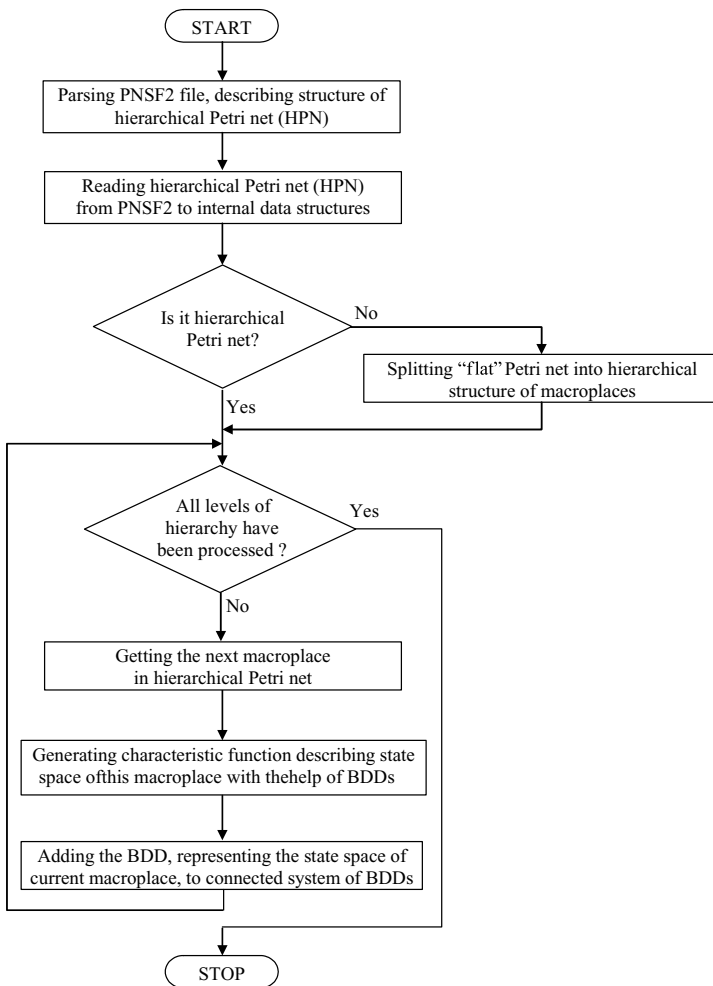 START
Parsing PNSF2 file, describing structure of
hierarchical Petri net (HPN)
Reading hierarchical Petri net (HPN)
from PNSF2 to internal data structures
Is it hierarchical
Petri net?
No
Splitting “flat” Petri net into hierarchical
structure of macroplaces
Yes
All levels of
hierarchy have
been processed ?
Yes
No
Getting the next macroplace
in hierarchical Petri net
Generating characteristic function describing state
space ofthis macroplace with thehelp of BDDs
Adding the BDD, representing the state space of
current macroplace, to connected system of BDDs
STOP